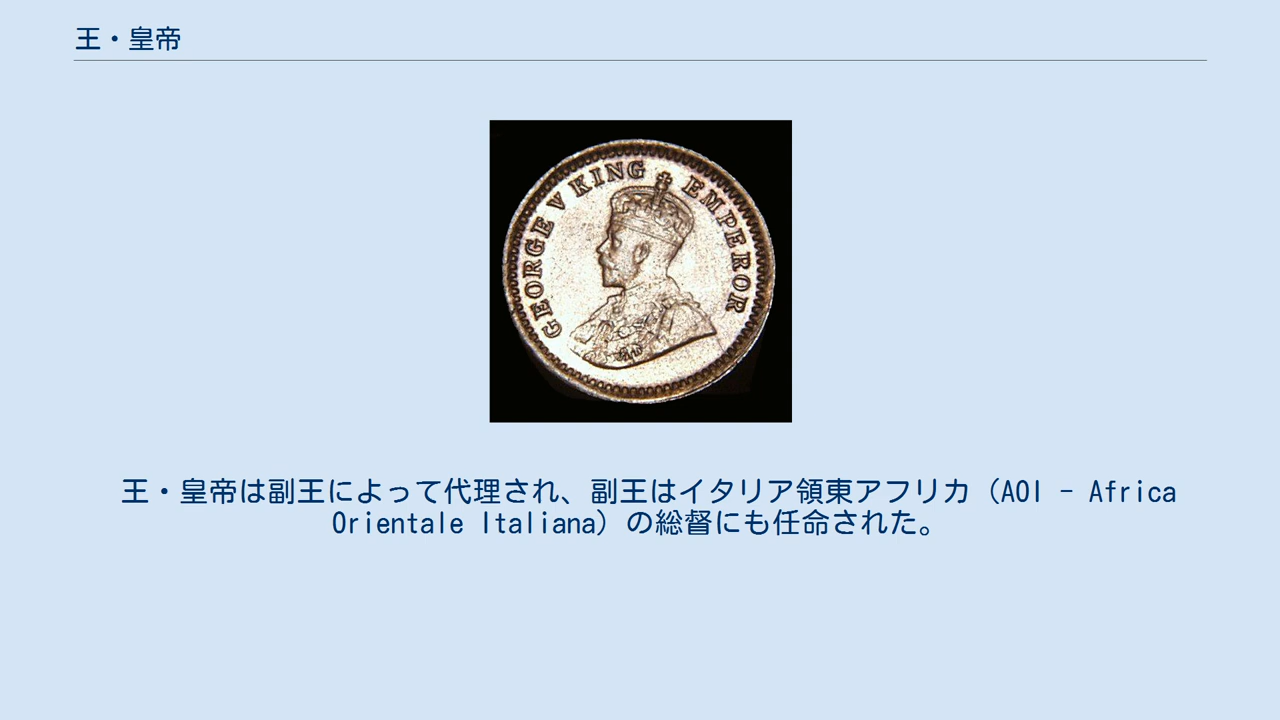 王・皇帝
GEORGE V KING EMPEROR
王・皇帝は副王によって代理され、副王はイタリア領東アフリカ（AOI - Africa
Orientale Italiana）の総督にも任命された。